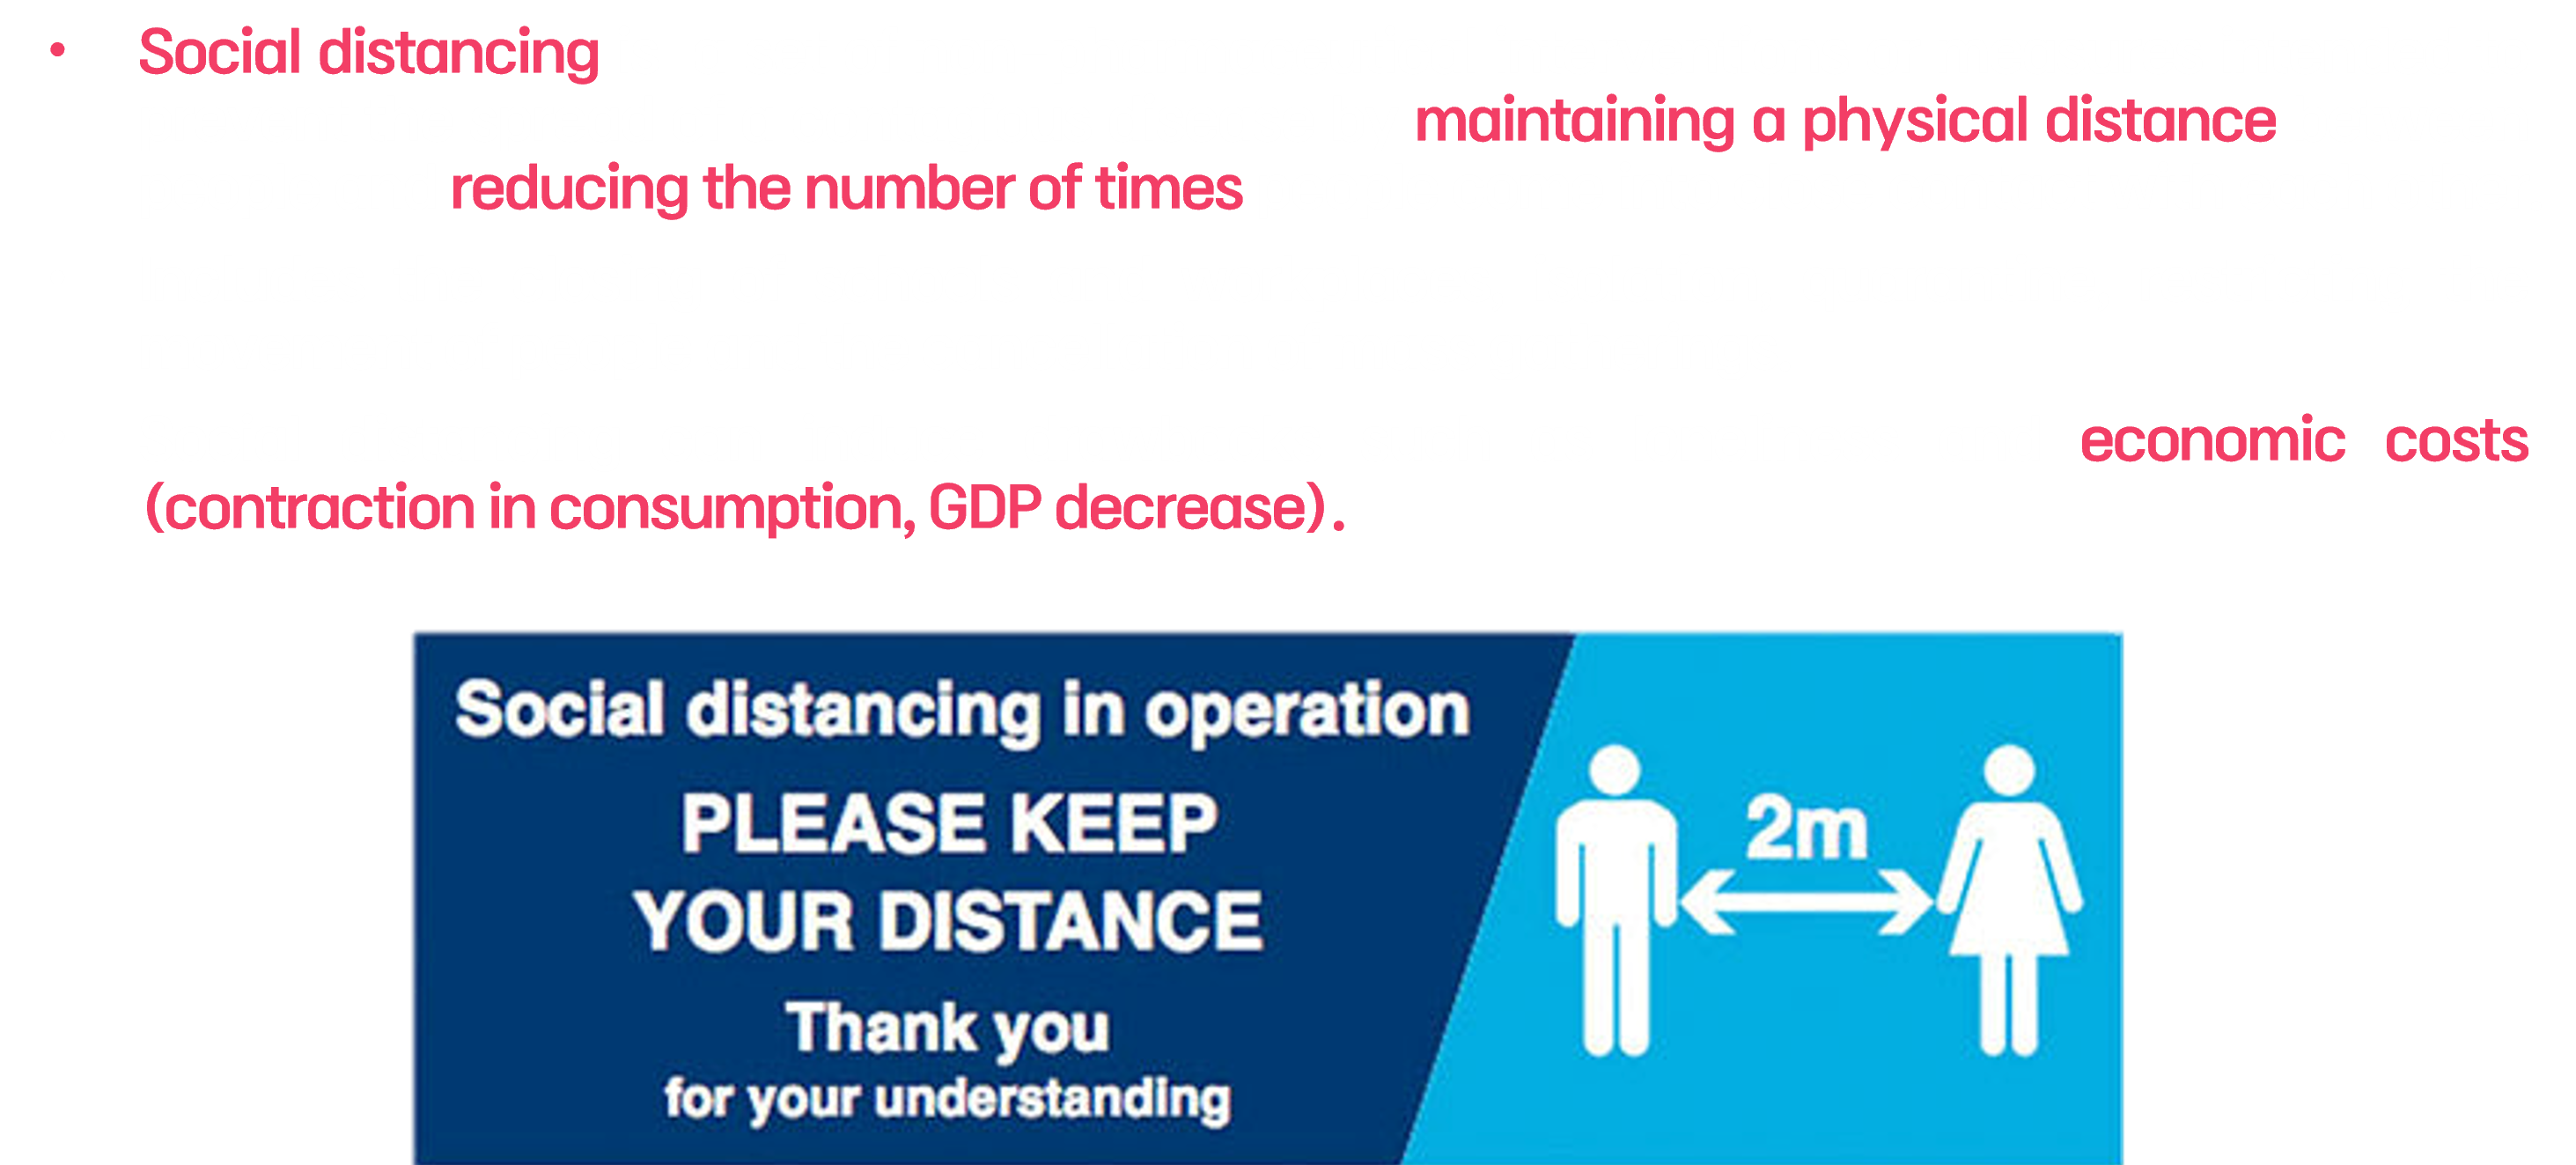 • Social distancing
maintaining a physical distance
reducing the number of times
economic costs
(contraction in consumption, GDP decrease).
Social distancing in operation
PLEASE KEEP
YOUR DISTANCE
Thank you
for your understanding
2m